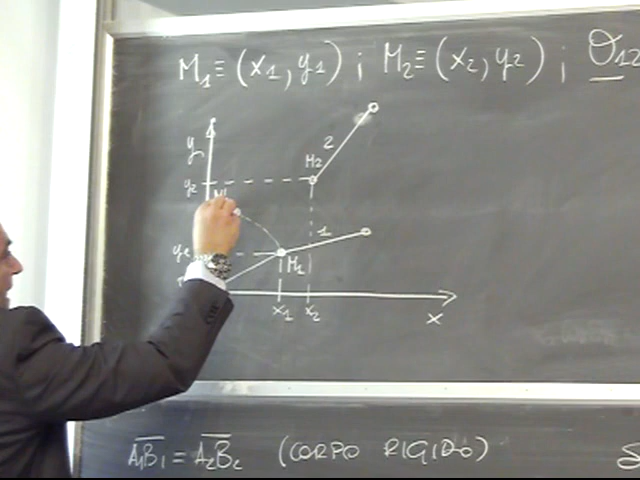 M₁≡(x₁,y₁) ; M₂≡(x₂,y₂) ; θ₁₂
y
2
y₂
M₂
1
M₁
x₁ x₂
x
A₁B₁ = A₂B₂ (CORPO RIGIDO)